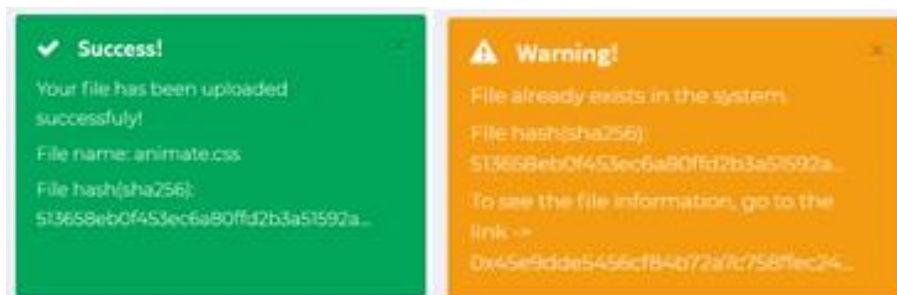 Success!
Your file has been uploaded
successfuly!
File name: animate.css
File hash(sha256):
513658eb0f453ec6a80ffd2b3a51592a...
Warning!
File already exists in the system.
File hash(sha256):
513658eb0f453ec6a80ffd2b3a51592a...
To see the file information, go to the
link ->
0x45e9dde5456cf84b72a7c758ffec24...